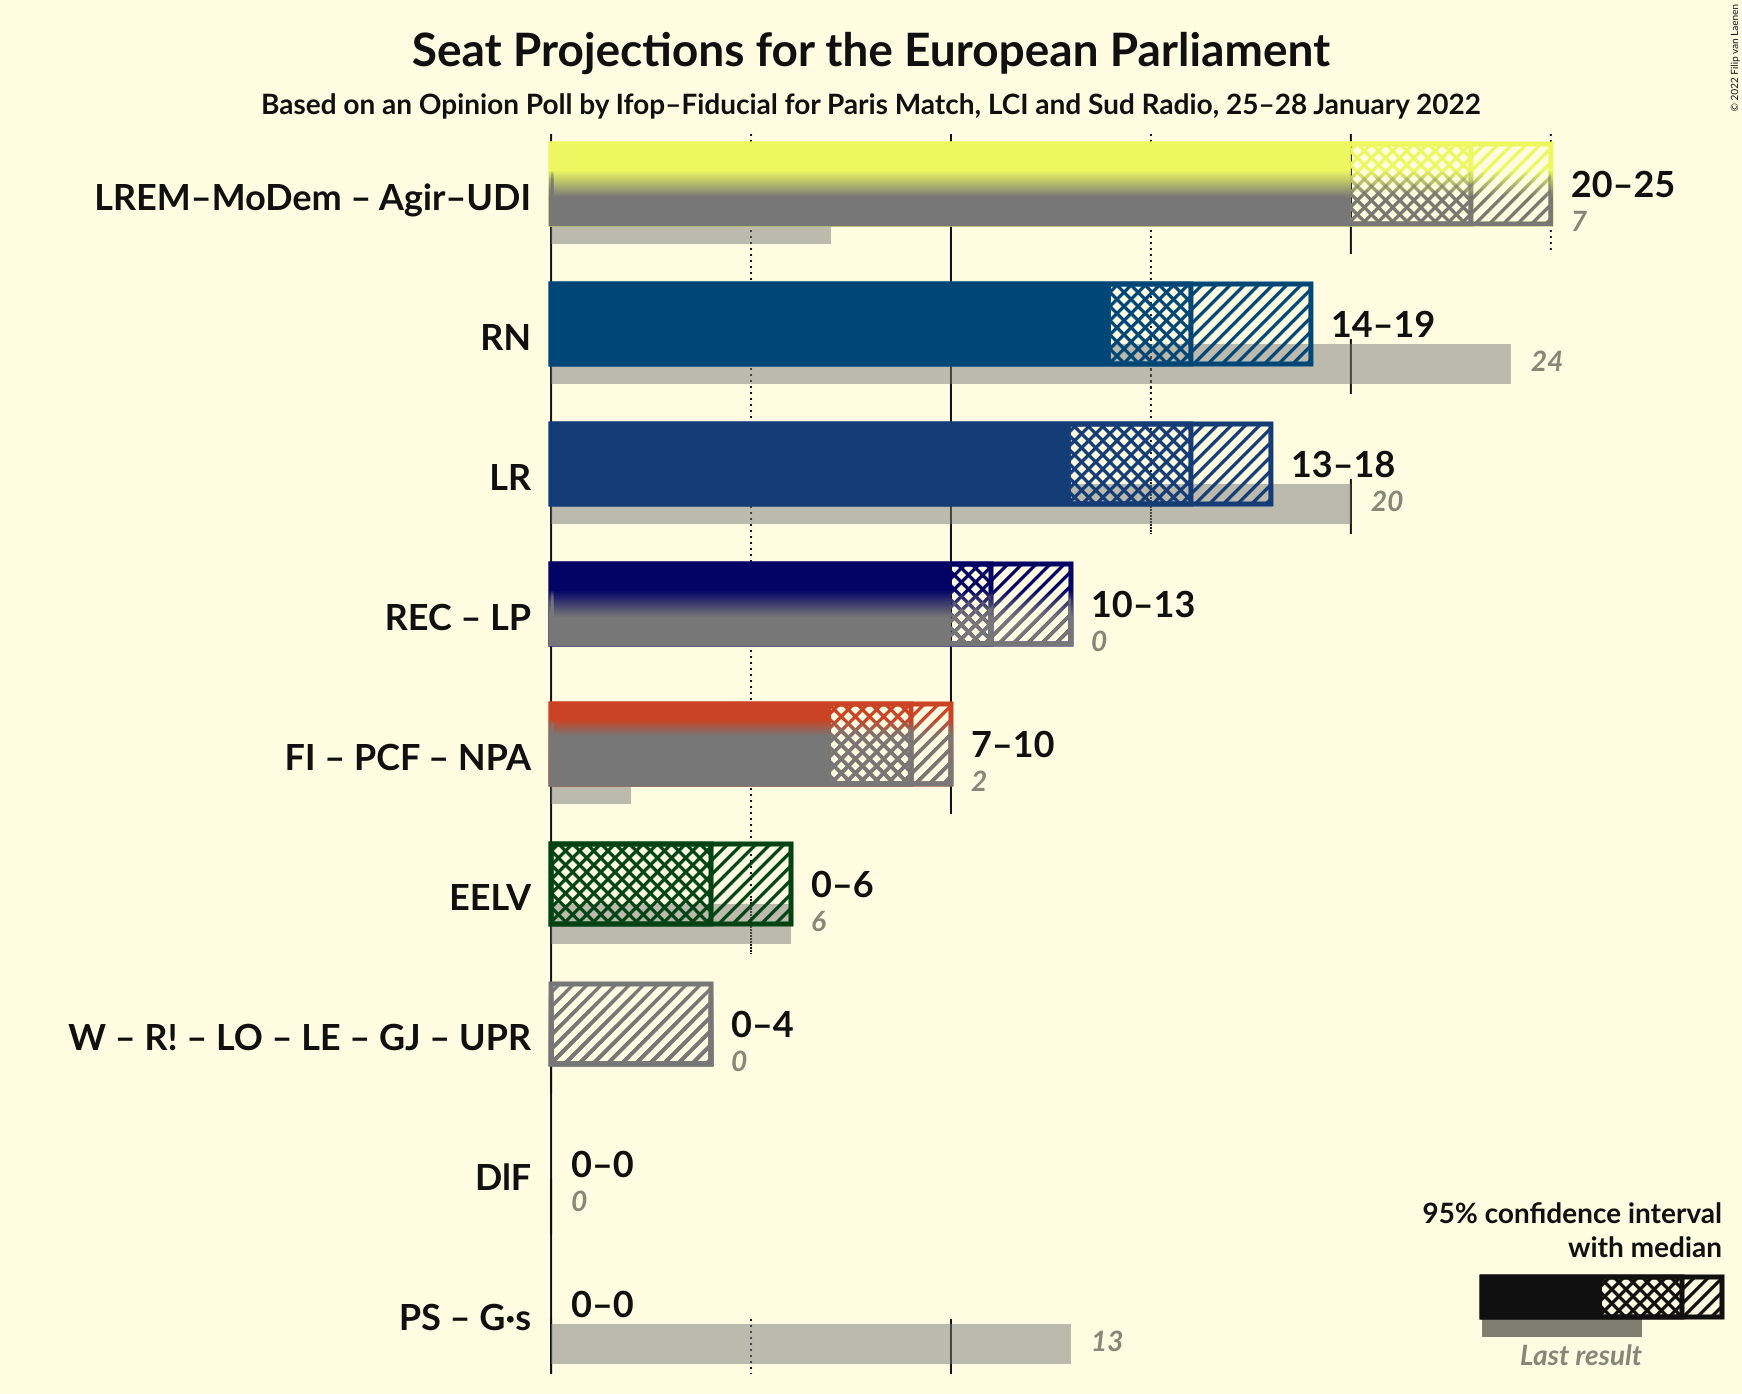 Seat Projections for the European Parliament
Based on an Opinion Poll by Ifop–Fiducial for Paris Match, LCI and Sud Radio, 25–28 January 2022
© 2022 Filip van Laenen
LREM–MoDem – Agir–UDI
20–25
7
RN
14–19
24
LR
13–18
20
REC – LP
10–13
0
FI – PCF – NPA
7–10
2
EELV
0–6
6
W – R! – LO – LE – GJ – UPR
0–4
0
DlF
0–0
0
PS – G·s
0–0
13
95% confidence interval
with median
Last result